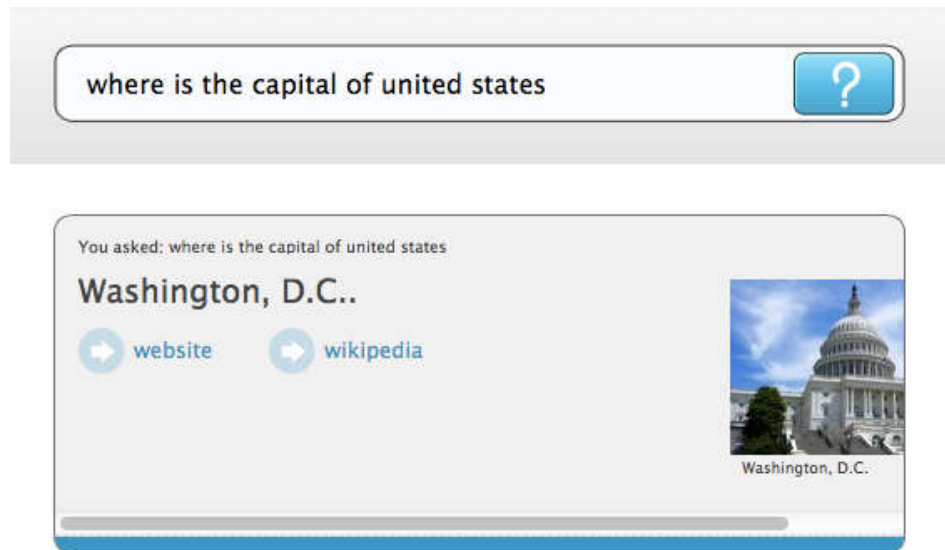 where is the capital of united states
?
You asked: where is the capital of united states
Washington, D.C..
website wikipedia
Washington, D.C.